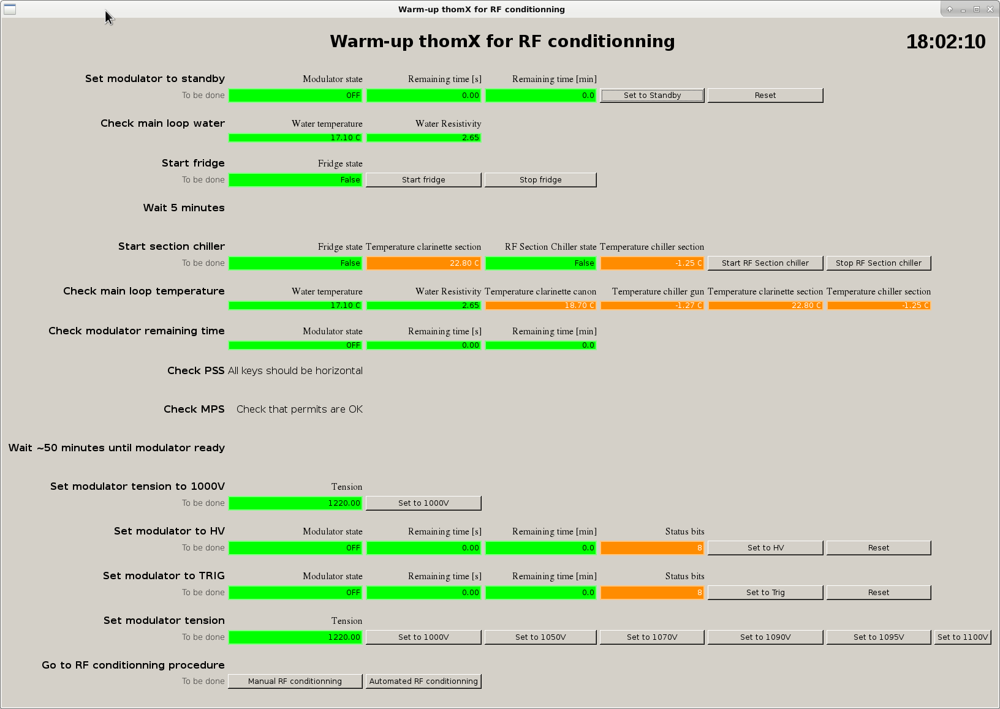 Warm-up thomX for RF conditionning
Warm-up thomX for RF conditionning 18:02:10
Set modulator to standby Modulator state Remaining time [s] Remaining time [min]
To be done OFF 0.00 0.0 Set to Standby Reset
Check main loop water Water temperature Water Resistivity
17.10 C 2.65
Start fridge Fridge state
To be done False Start fridge Stop fridge
Wait 5 minutes
Start section chiller Fridge state Temperature clarinette section RF Section Chiller state Temperature chiller section
To be done False 22.80 C False -1.25 C Start RF Section chiller Stop RF Section chiller
Check main loop temperature Water temperature Water Resistivity Temperature clarinette canon Temperature chiller gun Temperature clarinette section Temperature chiller section
17.10 C 2.65 18.70 C -1.27 C 22.80 C -1.25 C
Check modulator remaining time Modulator state Remaining time [s] Remaining time [min]
OFF 0.00 0.0
Check PSS All keys should be horizontal
Check MPS Check that permits are OK
Wait ~50 minutes until modulator ready
Set modulator tension to 1000V Tension
To be done 1220.00 Set to 1000V
Set modulator to HV Modulator state Remaining time [s] Remaining time [min] Status bits
To be done OFF 0.00 0.0 8 Set to HV Reset
Set modulator to TRIG Modulator state Remaining time [s] Remaining time [min] Status bits
To be done OFF 0.00 0.0 8 Set to Trig Reset
Set modulator tension Tension
To be done 1220.00 Set to 1000V Set to 1050V Set to 1070V Set to 1090V Set to 1095V Set to 1100V
Go to RF conditionning procedure
To be done Manual RF conditionning Automated RF conditionning